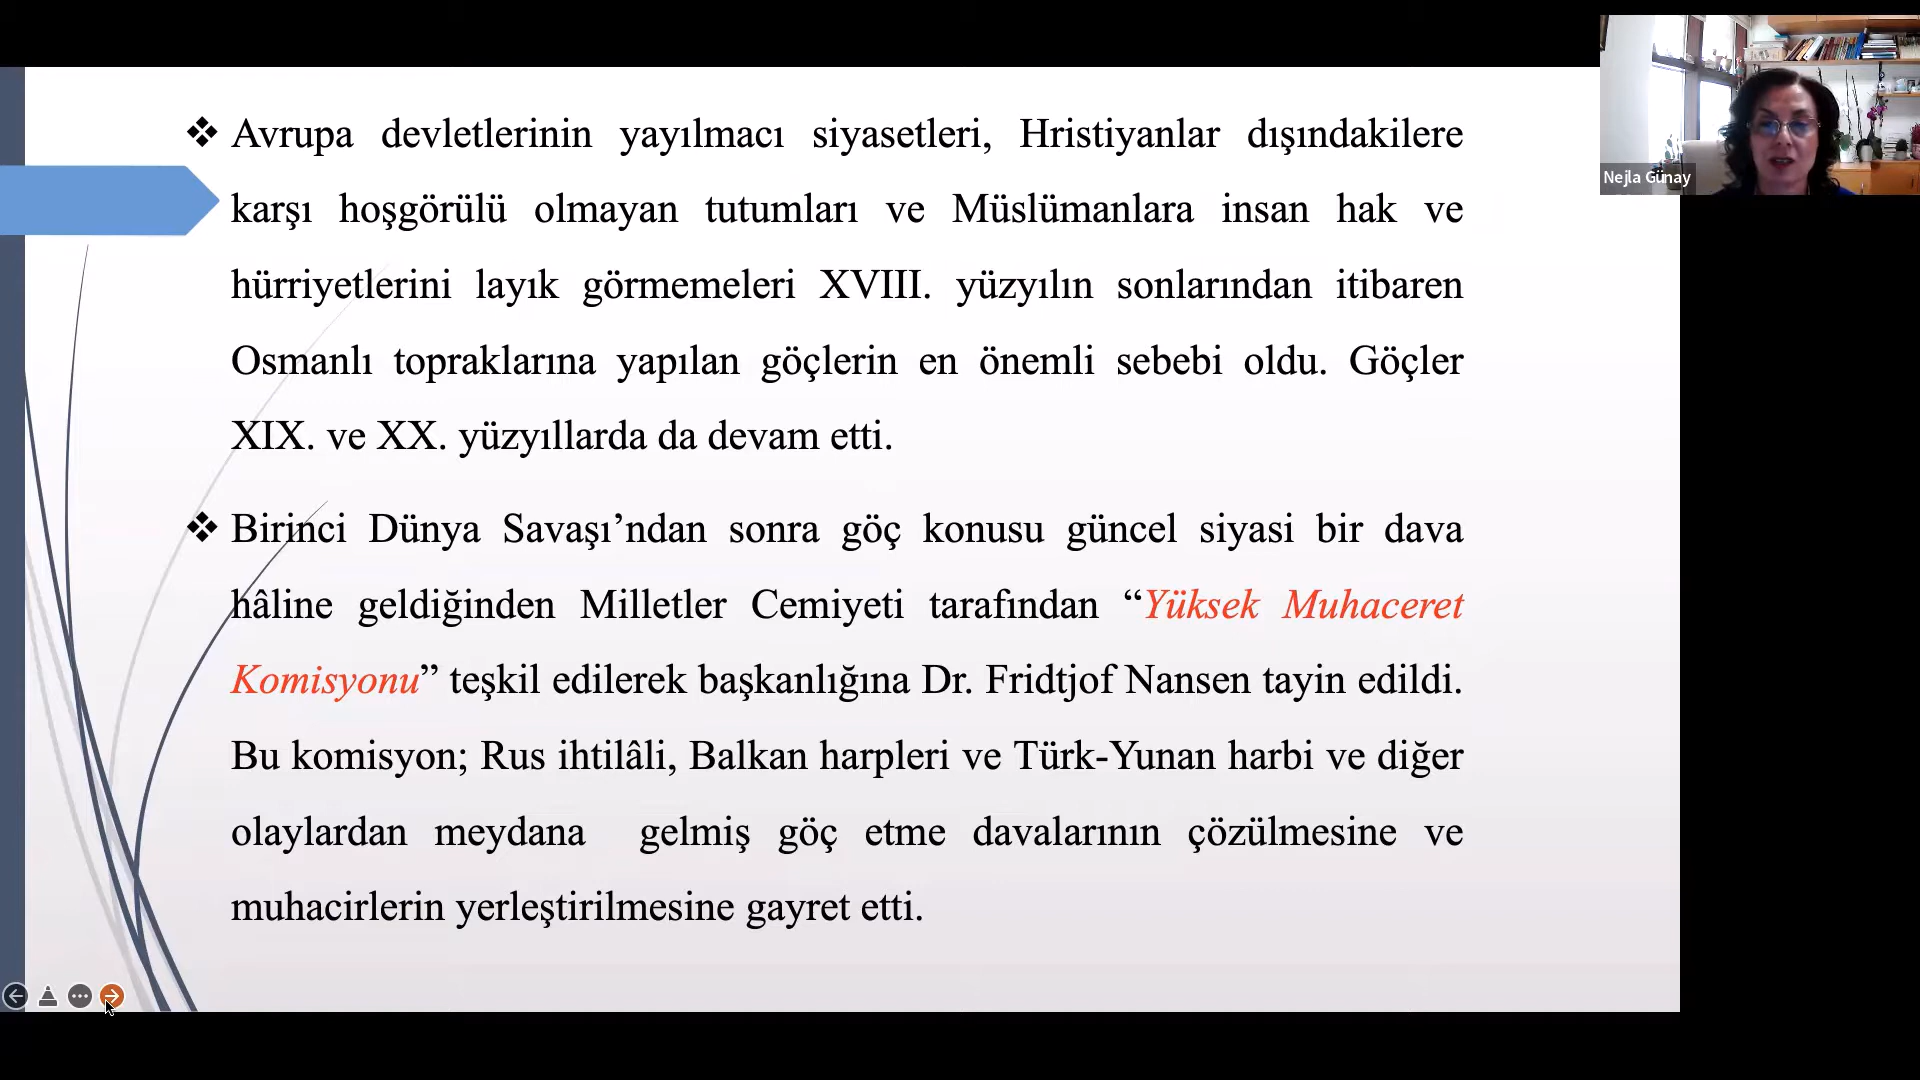 ❖ Avrupa devletlerinin yayılmacı siyasetleri, Hristiyanlar dışındakilere
karşı hoşgörülü olmayan tutumları ve Müslümanlara insan hak ve
hürriyetlerini layık görmemeleri XVIII. yüzyılın sonlarından itibaren
Osmanlı topraklarına yapılan göçlerin en önemli sebebi oldu. Göçler
XIX. ve XX. yüzyıllarda da devam etti.
❖ Birinci Dünya Savaşı’ndan sonra göç konusu güncel siyasi bir dava
hâline geldiğinden Milletler Cemiyeti tarafından “Yüksek Muhaceret
Komisyonu” teşkil edilerek başkanlığına Dr. Fridtjof Nansen tayin edildi.
Bu komisyon; Rus ihtilâli, Balkan harpleri ve Türk-Yunan harbi ve diğer
olaylardan meydana gelmiş göç etme davalarının çözülmesine ve
muhacirlerin yerleştirilmesine gayret etti.
Nejla Günay